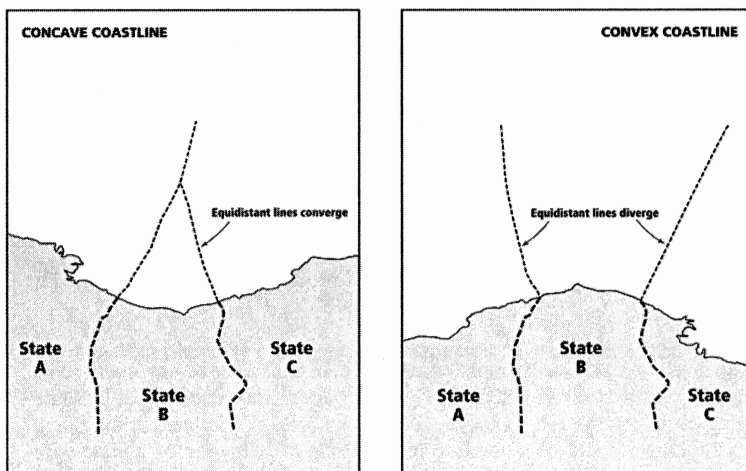 CONCAVE COASTLINE
Equidistant lines converge
State
A
State
B
State
C
CONVEX COASTLINE
Equidistant lines diverge
State
A
State
B
State
C